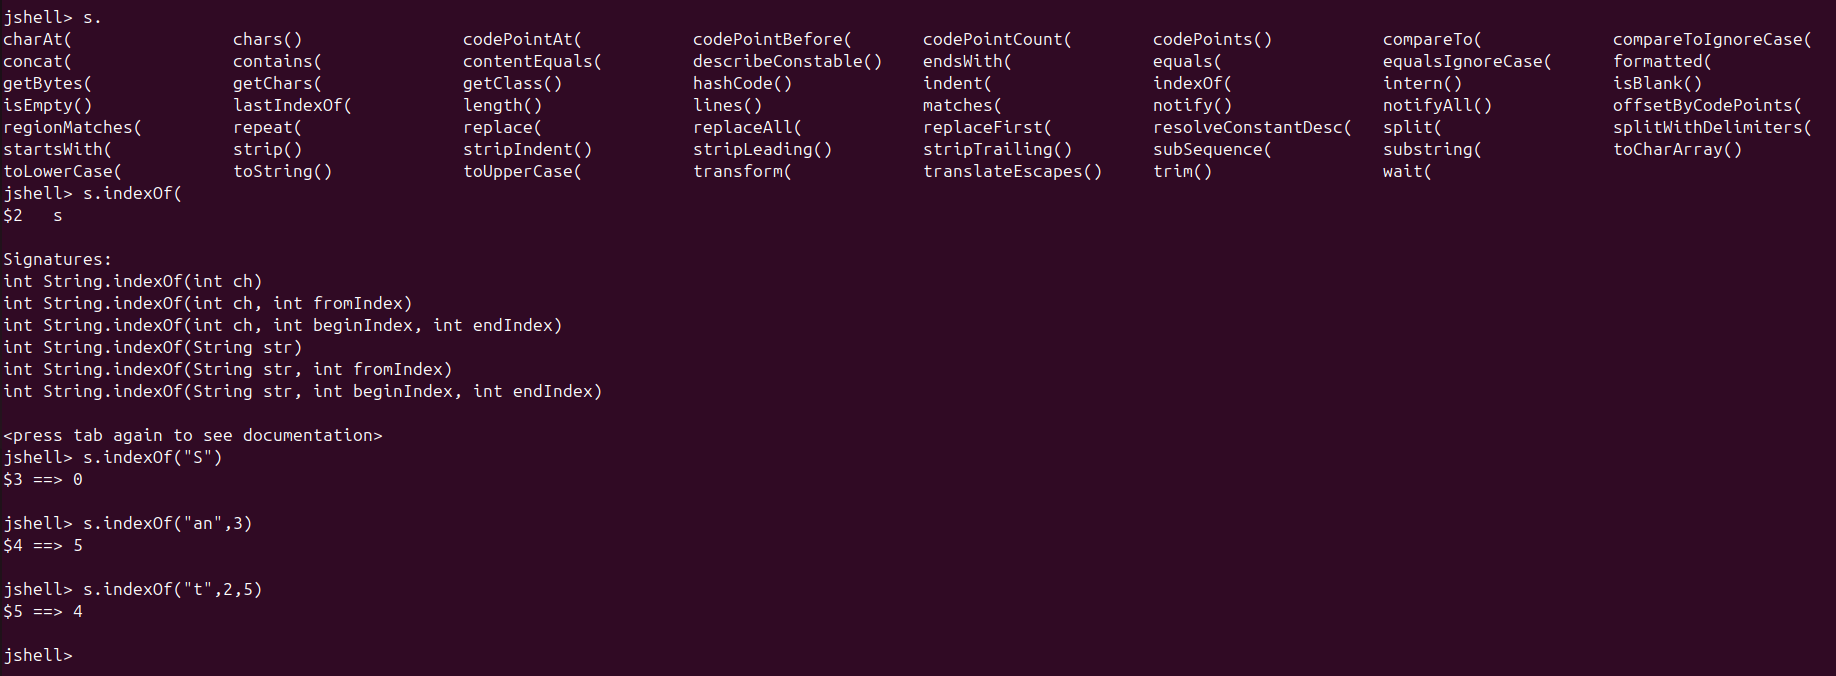 jshell> s.
charAt( chars() codePointAt( codePointBefore( codePointCount( codePoints() compareTo( compareToIgnoreCase(
concat( contains( contentEquals( describeConstable() endsWith( equals( equalsIgnoreCase( formatted(
getBytes( getChars( getClass() hashCode() indent( indexOf( intern() isBlank()
isEmpty() lastIndexOf( length() lines() matches( notify() notifyAll() offsetByCodePoints(
regionMatches( repeat( replace( replaceAll( replaceFirst( resolveConstantDesc( split( splitWithDelimiters(
startsWith( strip() stripIndent() stripLeading() stripTrailing() subSequence( substring( toCharArray()
toLowerCase( toString() toUpperCase( transform( translateEscapes() trim() wait(
jshell> s.indexOf(
$2 s
Signatures:
int String.indexOf(int ch)
int String.indexOf(int ch, int fromIndex)
int String.indexOf(int ch, int beginIndex, int endIndex)
int String.indexOf(String str)
int String.indexOf(String str, int fromIndex)
int String.indexOf(String str, int beginIndex, int endIndex)
<press tab again to see documentation>
jshell> s.indexOf("S")
$3 ==> 0
jshell> s.indexOf("an",3)
$4 ==> 5
jshell> s.indexOf("t",2,5)
$5 ==> 4
jshell>